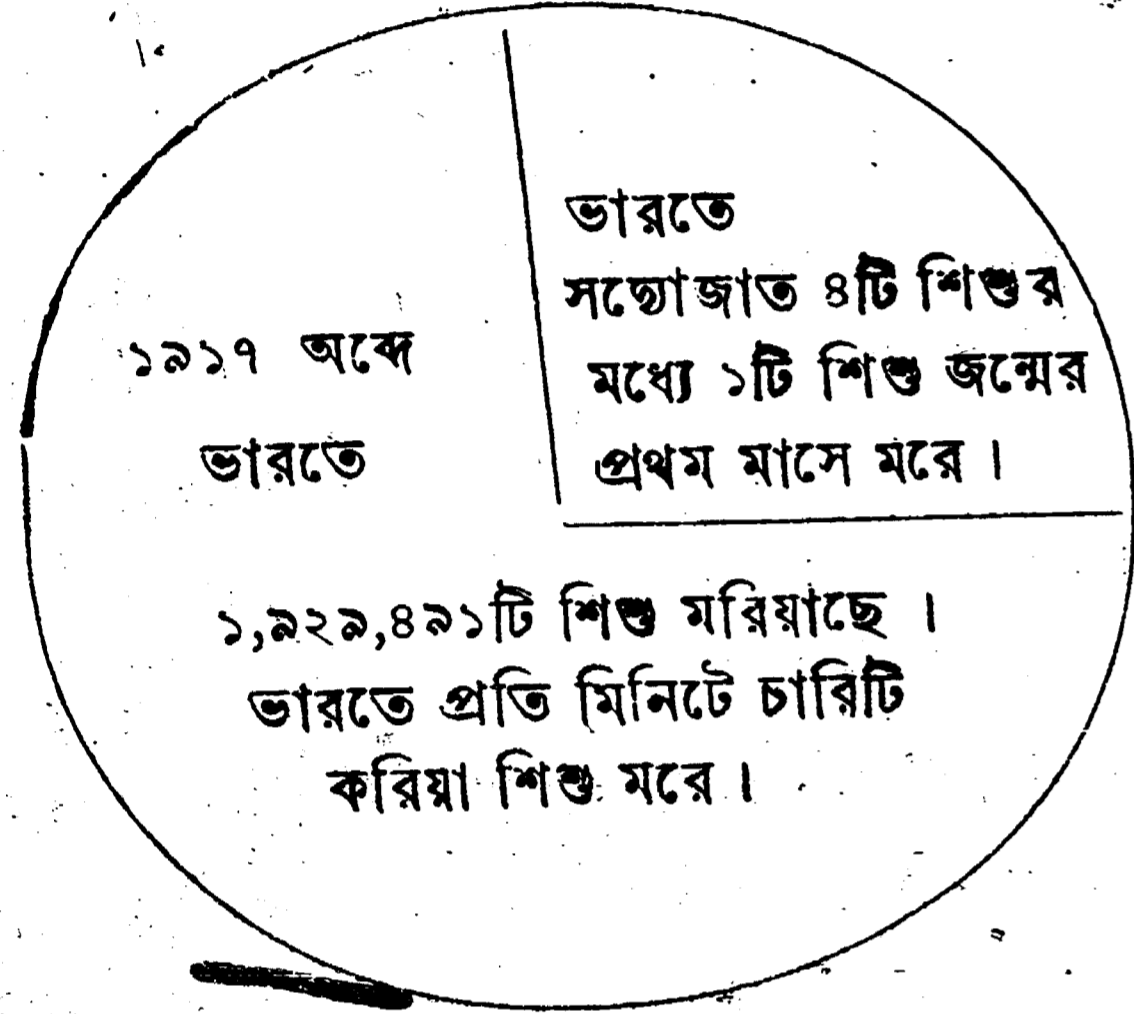 ভারতে
সদ্যোজাত ৪টি শিশুর
মধ্যে ১টি শিশু জন্মের
প্রথম মাসে মরে।
১৯১৭ অব্দে
ভারতে
১,৯২৯,৪৯১টি শিশু মরিয়াছে।
ভারতে প্রতি মিনিটে চারিটি
করিয়া শিশু মরে।